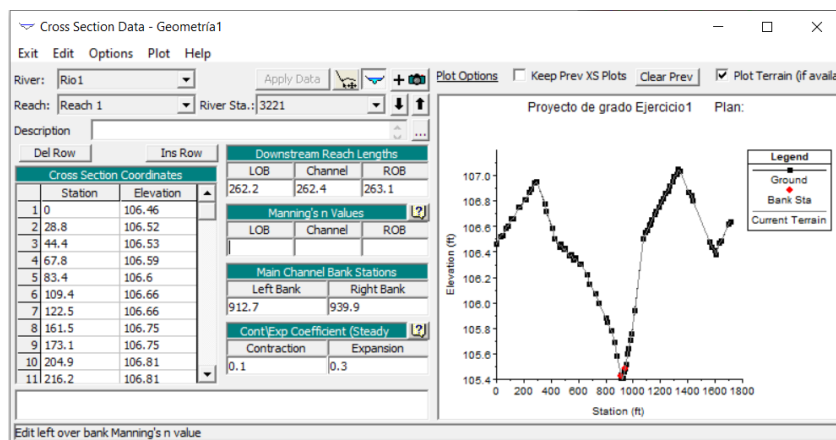 Cross Section Data - Geometría1
Exit Edit Options Plot Help
River: Rio1 Apply Data + Plot Options Keep Prev XS Plots Clear Prev Plot Terrain (if availa
Reach: Reach 1 River Sta.: 3221
Description ...
Del Row Ins Row
Cross Section Coordinates
Station Elevation
1 0 106.46
2 28.8 106.52
3 44.4 106.53
4 67.8 106.59
5 83.4 106.6
6 109.4 106.66
7 122.5 106.66
8 161.5 106.75
9 173.1 106.75
10 204.9 106.81
11 216.2 106.81
Downstream Reach Lengths
LOB Channel ROB
262.2 262.4 263.1
Manning's n Values ?
LOB Channel ROB
Main Channel Bank Stations
Left Bank Right Bank
912.7 939.9
Cont\Exp Coefficient (Steady ?
Contraction Expansion
0.1 0.3
Proyecto de grado Ejercicio1 Plan:
Legend
Ground
Bank Sta
Current Terrain
Elevation (ft)
107.0
106.8
106.6
106.4
106.2
106.0
105.8
105.6
105.4
0 200 400 600 800 1000 1200 1400 1600 1800
Station (ft)
Edit left over bank Manning's n value